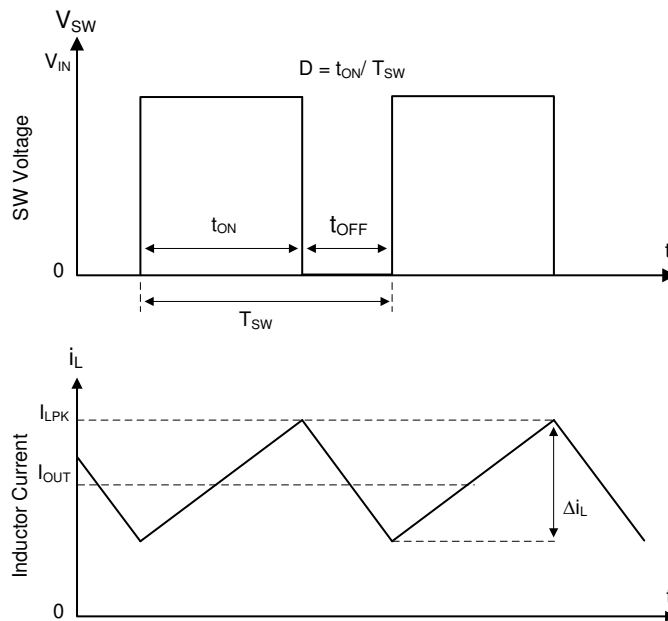 VSW
VIN
D = tON/ TSW
SW Voltage
tON
tOFF
0
t
TSW
iL
ILPK
IOUT
Inductor Current
ΔiL
0
t